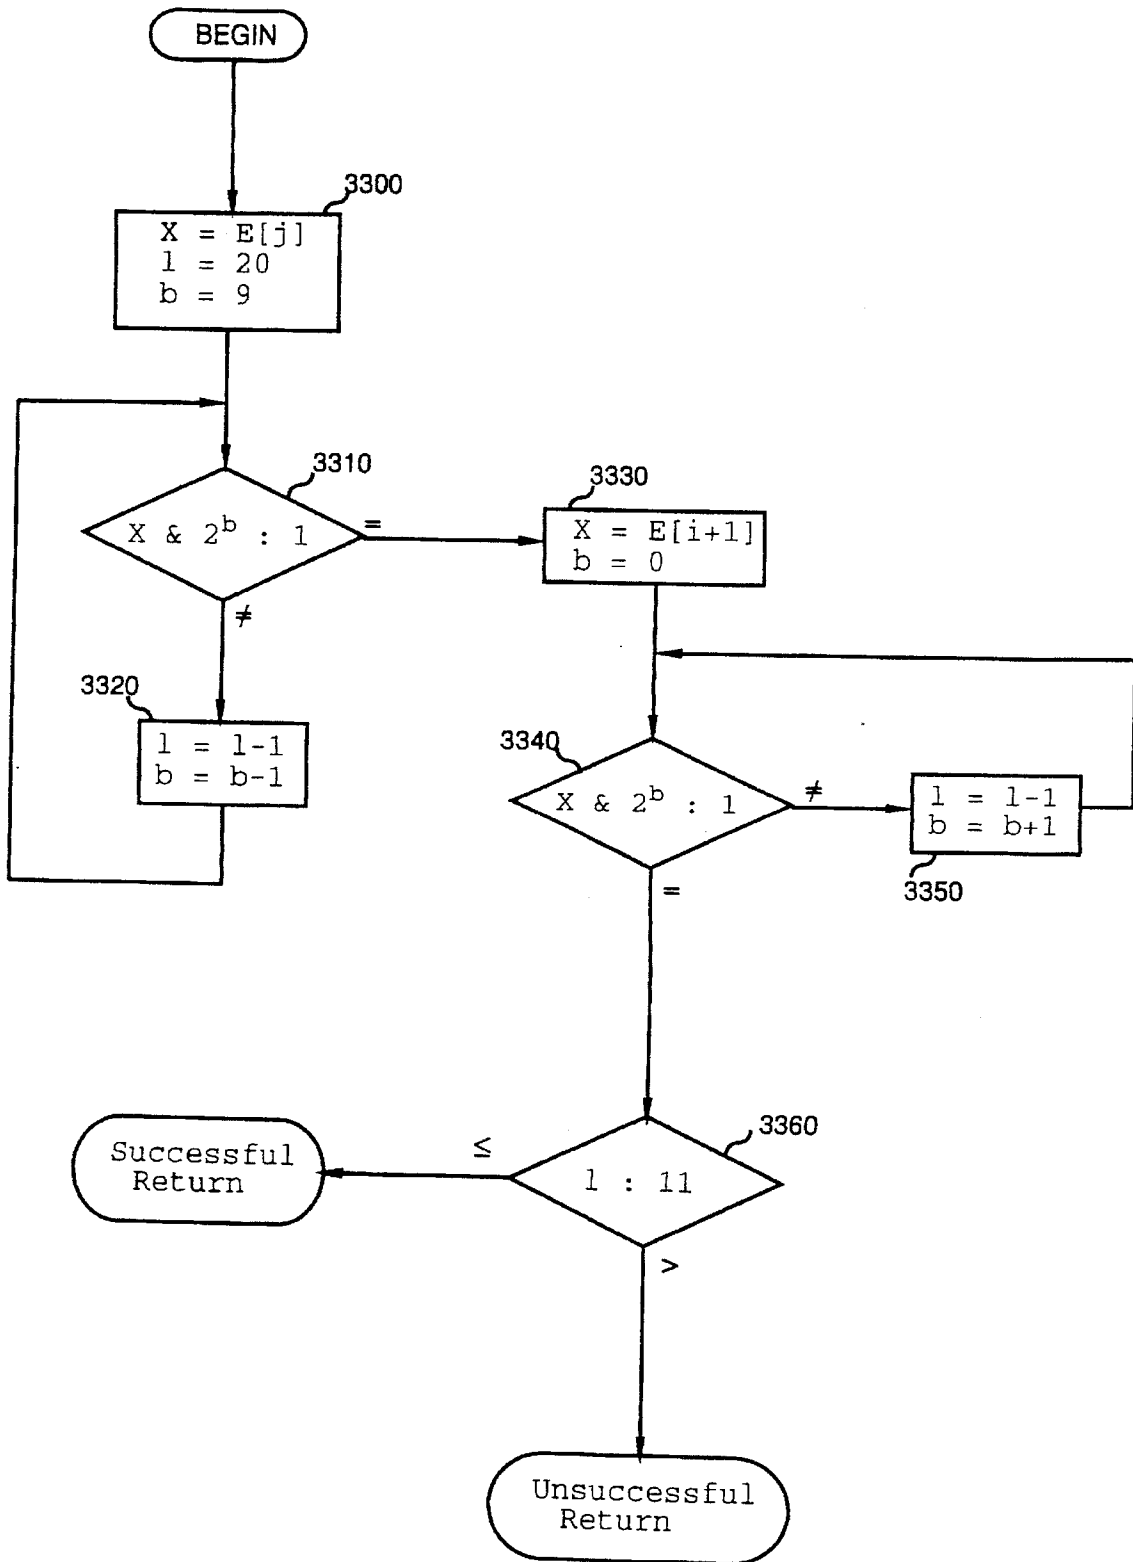 BEGIN
3300
X = E[j]
l = 20
b = 9
3310
X & 2^b : 1
=
≠
3320
l = l-1
b = b-1
3330
X = E[i+1]
b = 0
3340
X & 2^b : 1
≠
=
l = l-1
b = b+1
3350
3360
l : 11
≤
>
Successful
Return
Unsuccessful
Return